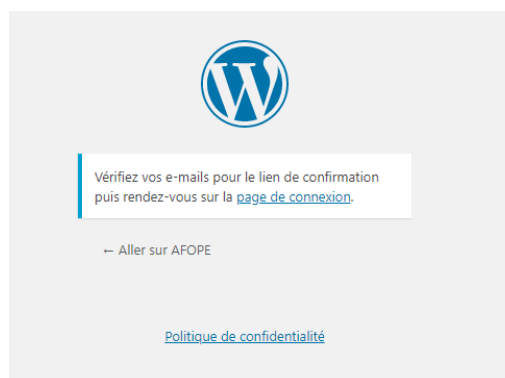 Vérifiez vos e-mails pour le lien de confirmation
puis rendez-vous sur la page de connexion.
← Aller sur AFOPE
Politique de confidentialité